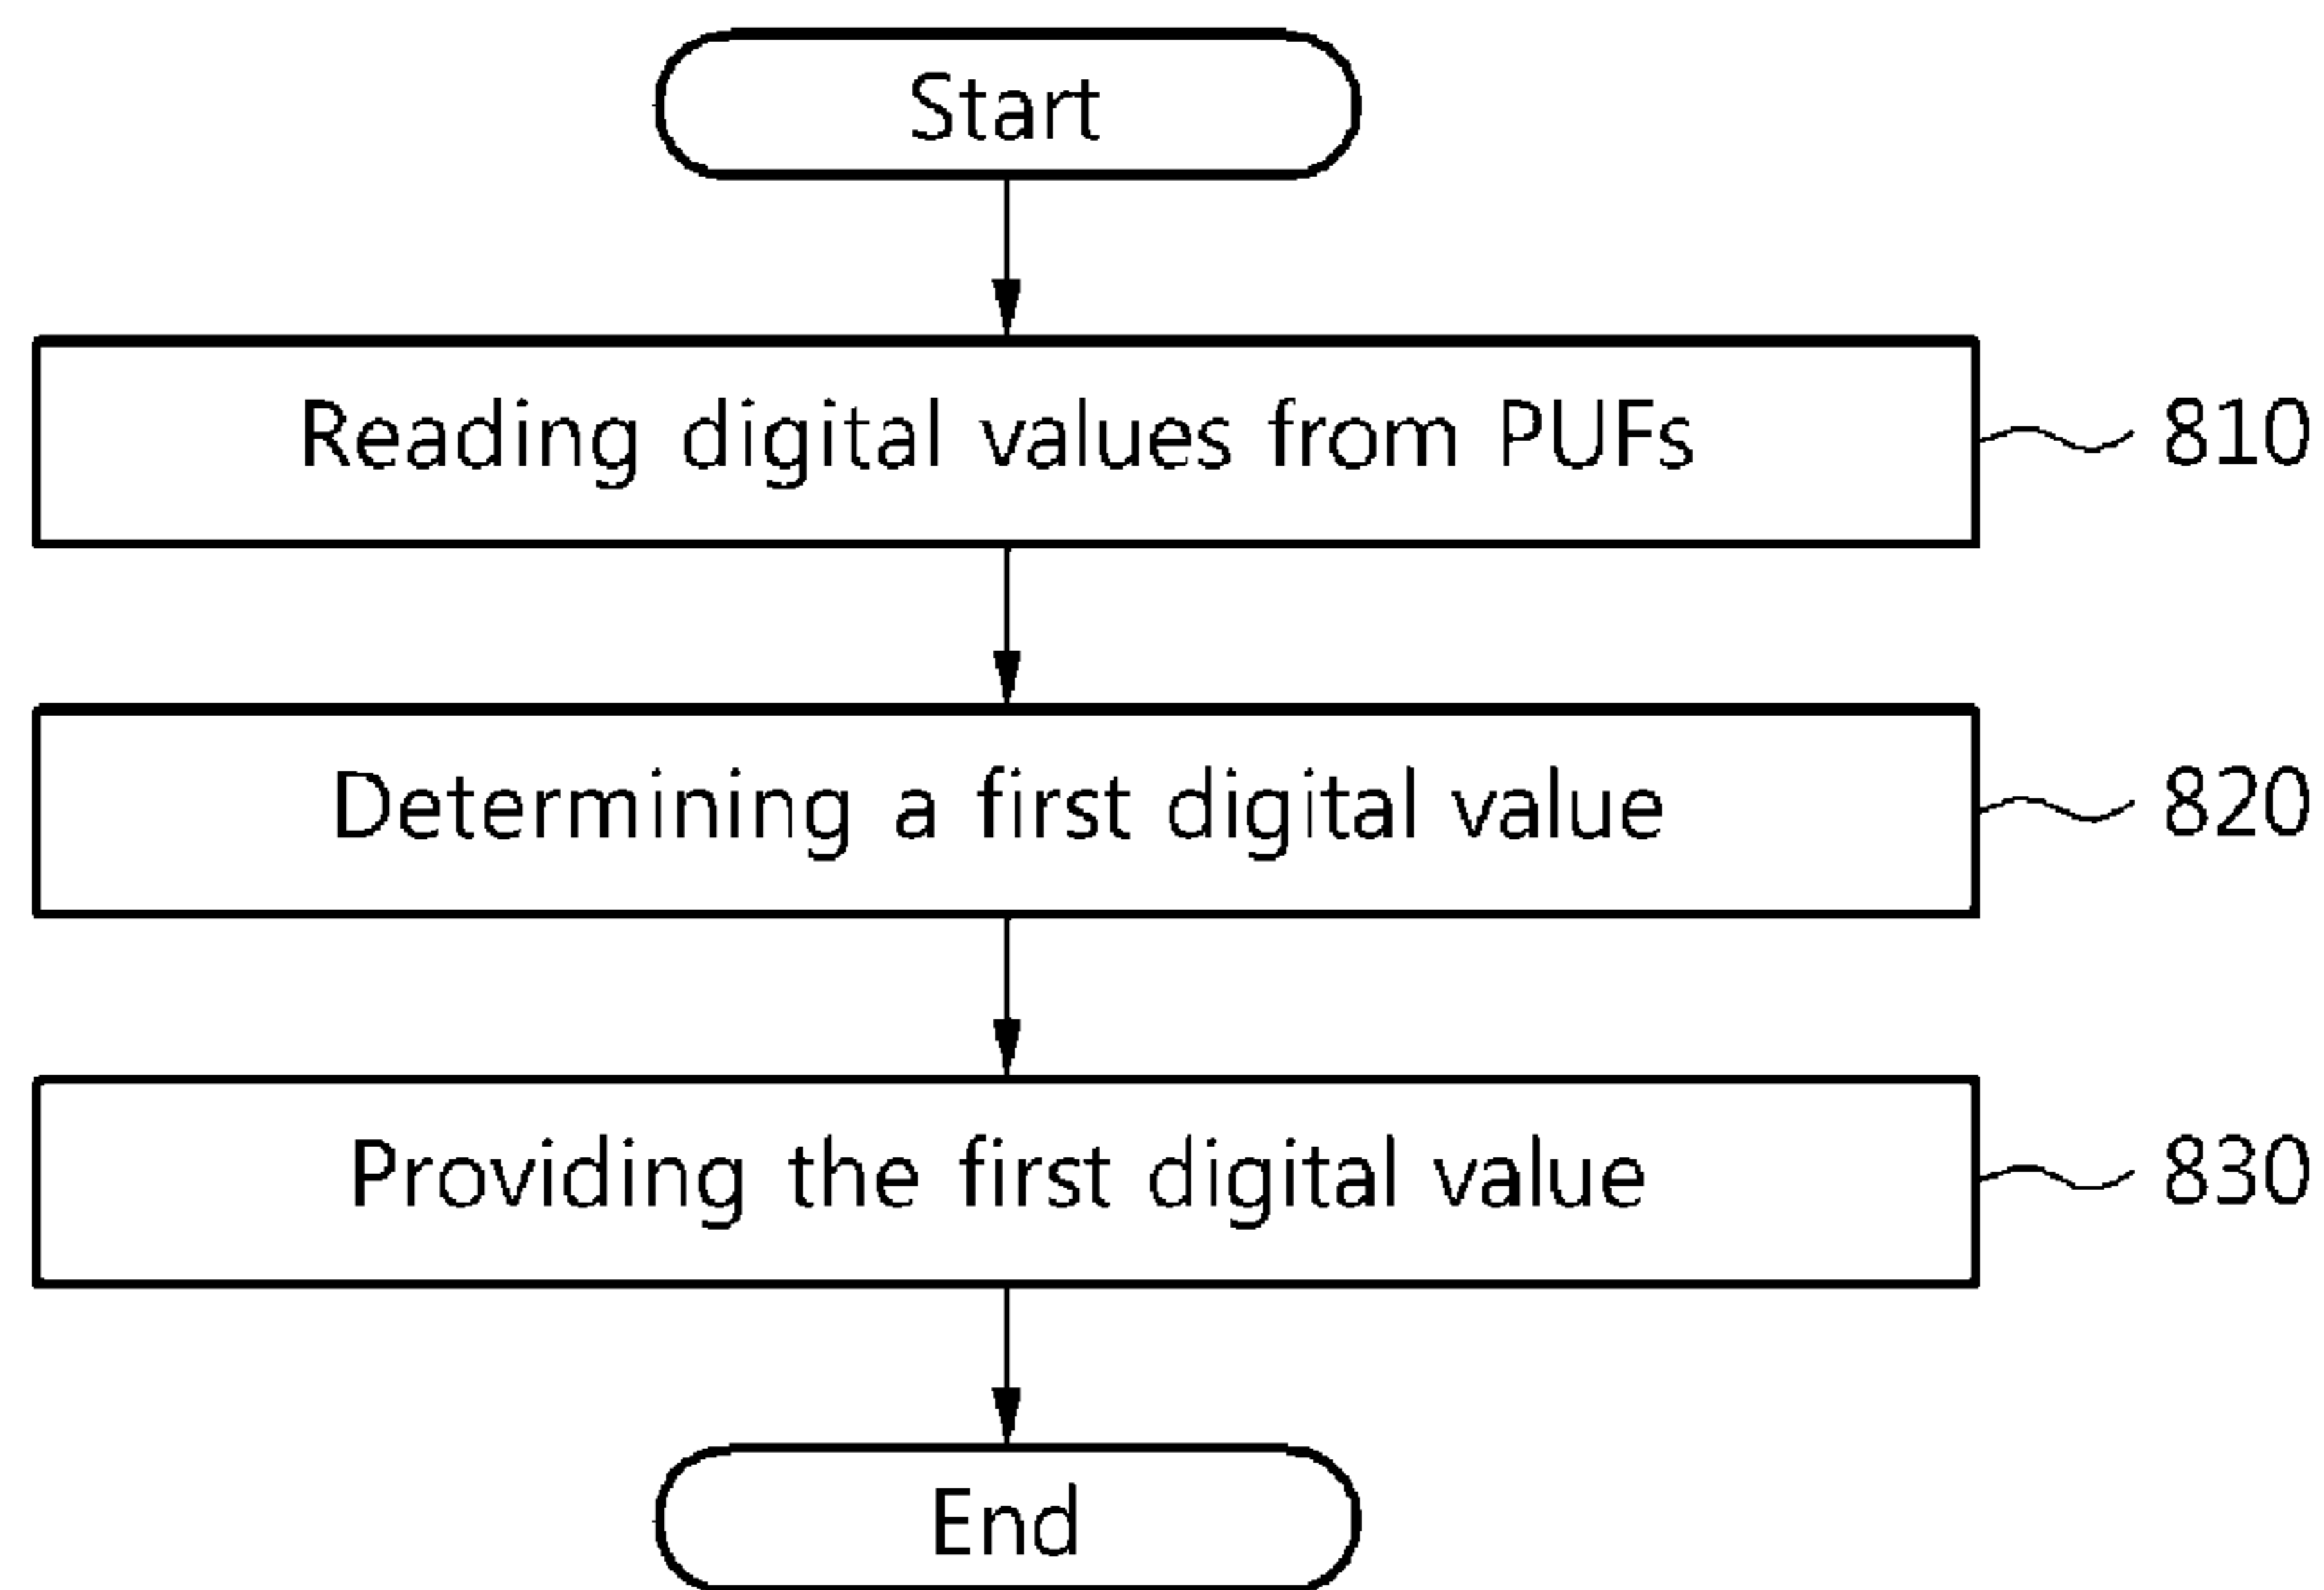 Start
Reading digital values from PUFs 810
Determining a first digital value 820
Providing the first digital value 830
End